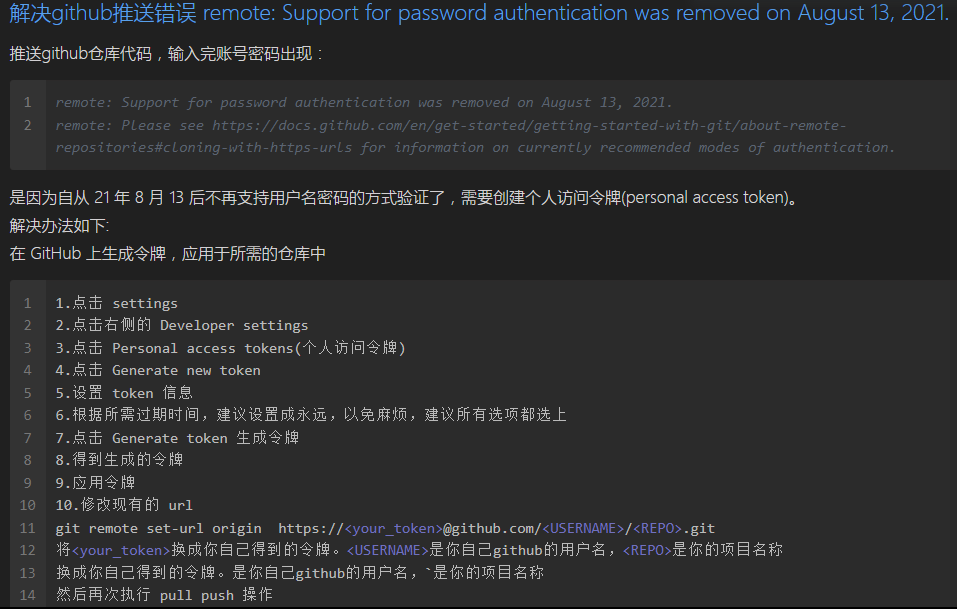 解决github推送错误 remote: Support for password authentication was removed on August 13, 2021.
推送github仓库代码，输入完账号密码出现：
1 remote: Support for password authentication was removed on August 13, 2021.
2 remote: Please see https://docs.github.com/en/get-started/getting-started-with-git/about-remote-
repositories#cloning-with-https-urls for information on currently recommended modes of authentication.
是因为自从 21 年 8 月 13 后不再支持用户名密码的方式验证了，需要创建个人访问令牌(personal access token)。
解决办法如下:
在 GitHub 上生成令牌，应用于所需的仓库中
1 1.点击 settings
2 2.点击右侧的 Developer settings
3 3.点击 Personal access tokens(个人访问令牌)
4 4.点击 Generate new token
5 5.设置 token 信息
6 6.根据所需过期时间，建议设置成永远，以免麻烦，建议所有选项都选上
7 7.点击 Generate token 生成令牌
8 8.得到生成的令牌
9 9.应用令牌
10 10.修改现有的 url
11 git remote set-url origin  https://<your_token>@github.com/<USERNAME>/<REPO>.git
12 将<your_token>换成你自己得到的令牌。<USERNAME>是你自己github的用户名，<REPO>是你的项目名称
13 换成你自己得到的令牌。是你自己github的用户名，`是你的项目名称
14 然后再次执行 pull push 操作